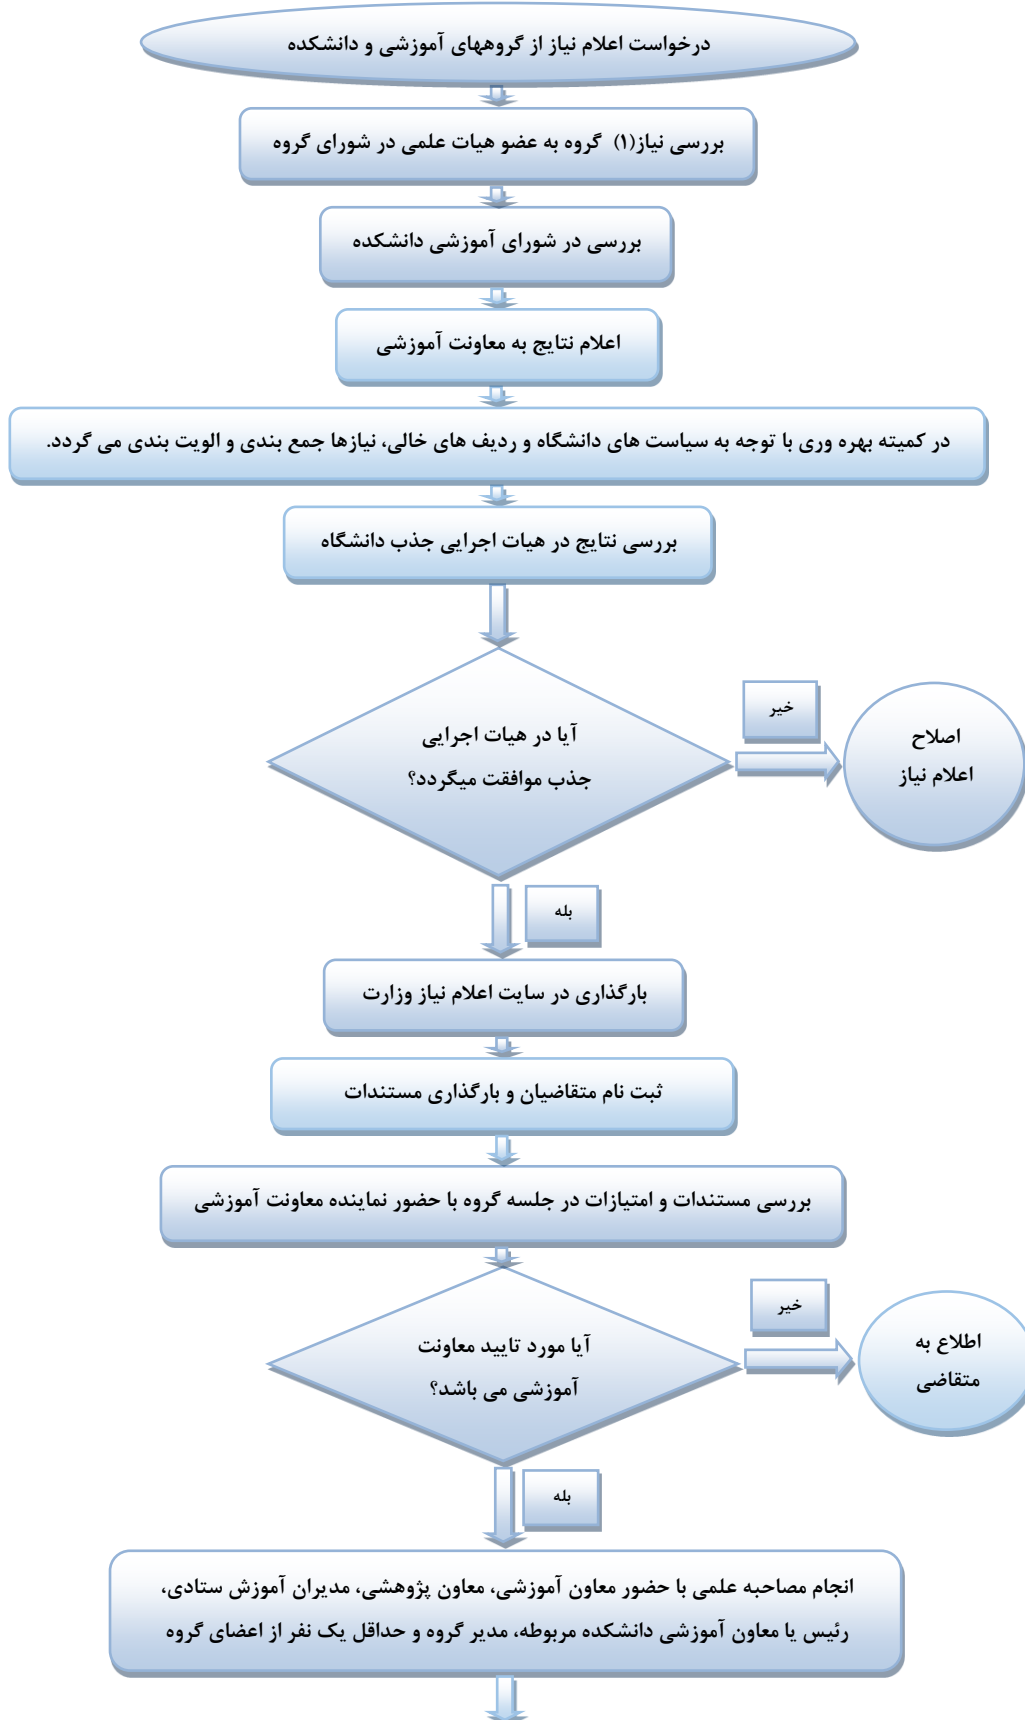 درخواست اعلام نیاز از گروههای آموزشی و دانشکده
بررسی نیاز(۱) گروه به عضو هیات علمی در شورای گروه
بررسی در شورای آموزشی دانشکده
اعلام نتایج به معاونت آموزشی
در کمیته بهره وری با توجه به سیاست های دانشگاه و ردیف های خالی، نیازها جمع بندی و الویت بندی می گردد.
بررسی نتایج در هیات اجرایی جذب دانشگاه
آیا در هیات اجرایی
جذب موافقت میگردد؟
خیر
اصلاح
اعلام نیاز
بله
بارگذاری در سایت اعلام نیاز وزارت
ثبت نام متقاضیان و بارگذاری مستندات
بررسی مستندات و امتیازات در جلسه گروه با حضور نماینده معاونت آموزشی
آیا مورد تایید معاونت
آموزشی می باشد؟
خیر
اطلاع به
متقاضی
بله
انجام مصاحبه علمی با حضور معاون آموزشی، معاون پژوهشی، مدیران آموزش ستادی،
رئیس یا معاون آموزشی دانشکده مربوطه، مدیر گروه و حداقل یک نفر از اعضای گروه